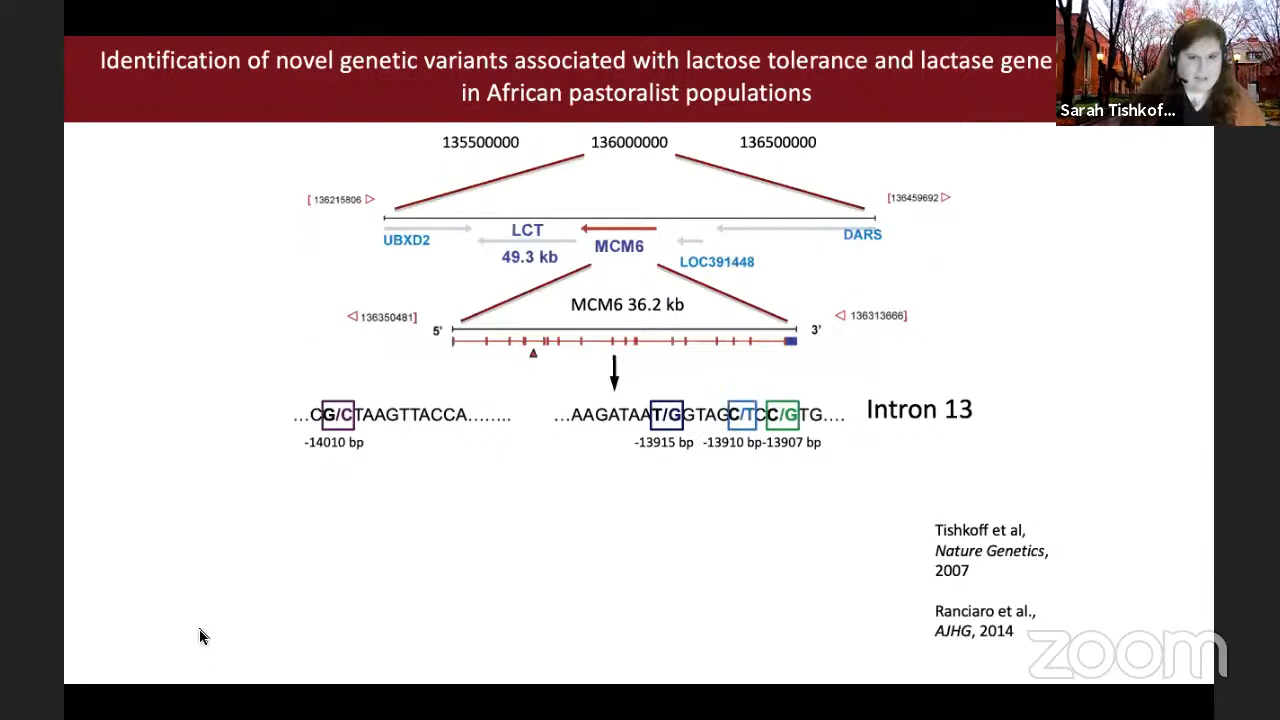 Identification of novel genetic variants associated with lactose tolerance and lactase gene
in African pastoralist populations
Sarah Tishkof...
135500000 136000000 136500000
[ 136215806 [136459692
UBXD2 LCT MCM6 DARS
49.3 kb LOC391448
MCM6 36.2 kb
136350481] 136313666]
5' 3'
...CG/CTAAGTTACCA........ ...AAGATAAT/GGTAGC/TCC/GTG.... Intron 13
-14010 bp -13915 bp -13910 bp -13907 bp
Tishkoff et al,
Nature Genetics,
2007
Ranciaro et al.,
AJHG, 2014
zoom